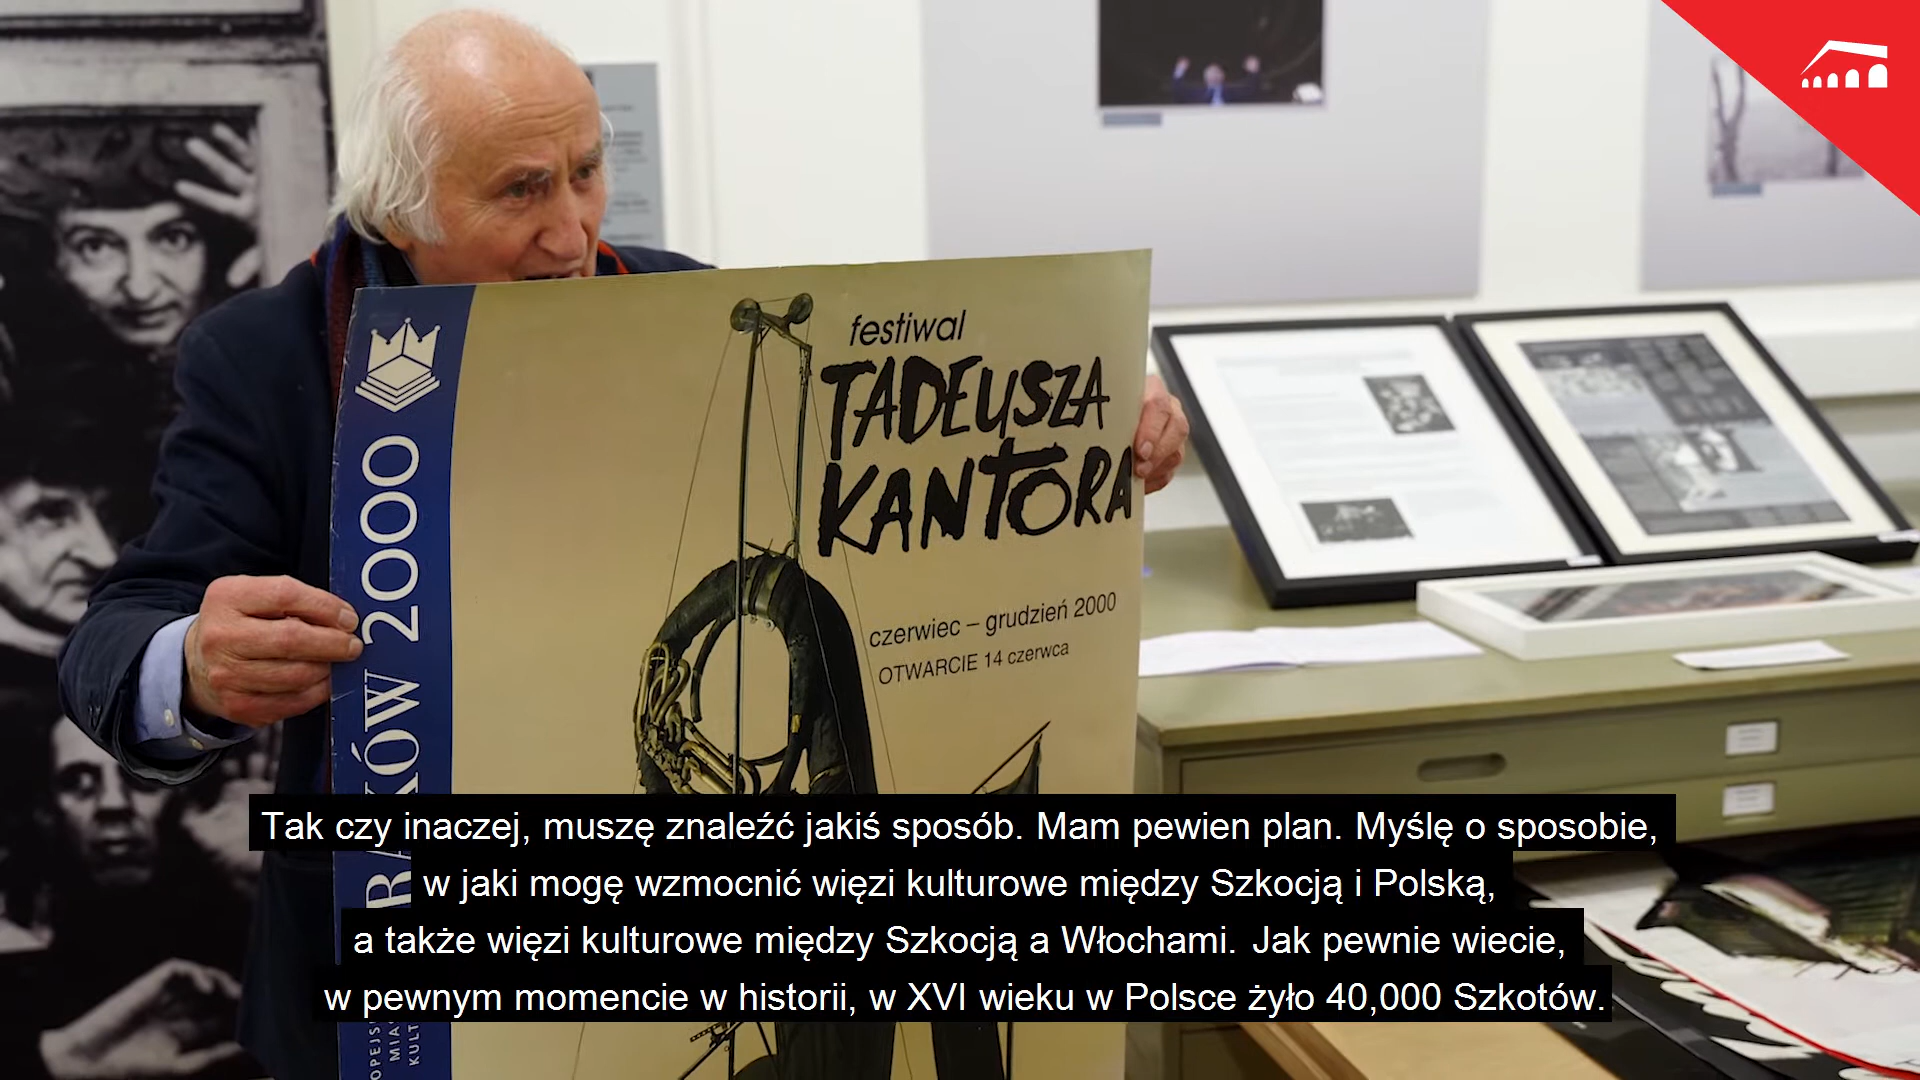 festiwal
TADEUSZA
KANTORA
czerwiec – grudzień 2000
OTWARCIE 14 czerwca
KÓW 2000
Tak czy inaczej, muszę znaleźć jakiś sposób. Mam pewien plan. Myślę o sposobie,
w jaki mogę wzmocnić więzi kulturowe między Szkocją i Polską,
a także więzi kulturowe między Szkocją a Włochami. Jak pewnie wiecie,
w pewnym momencie w historii, w XVI wieku w Polsce żyło 40,000 Szkotów.